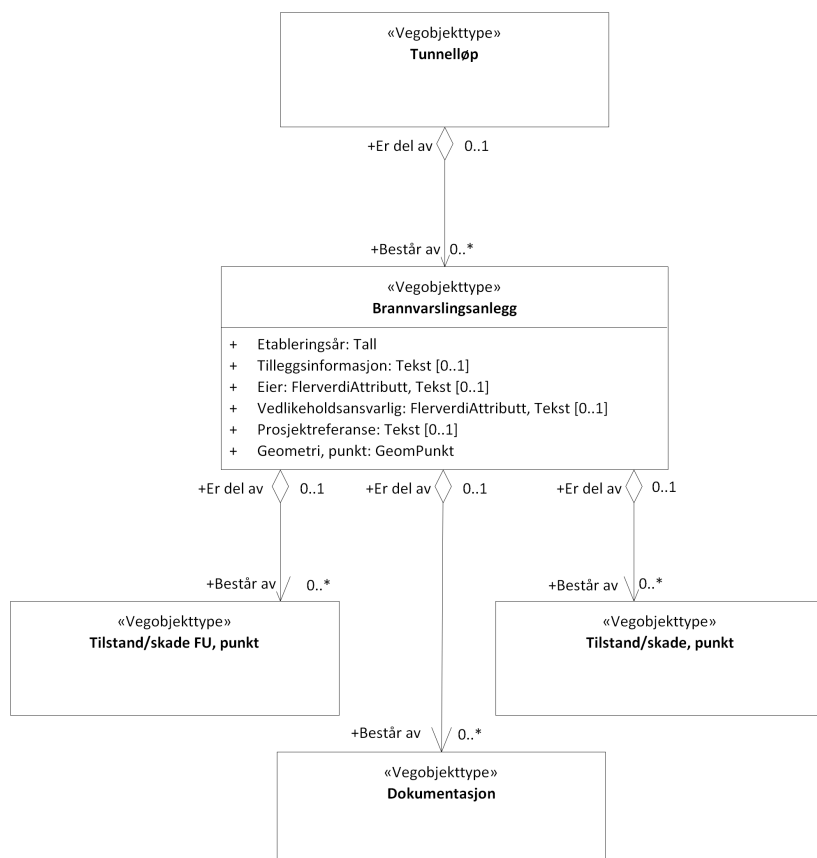 «Vegobjekttype»
Tunnelløp
+Er del av 0..1
+Består av 0..*
«Vegobjekttype»
Brannvarslingsanlegg
+ Etableringsår: Tall
+ Tilleggsinformasjon: Tekst [0..1]
+ Eier: FlerverdiAttributt, Tekst [0..1]
+ Vedlikeholdsansvarlig: FlerverdiAttributt, Tekst [0..1]
+ Prosjektreferanse: Tekst [0..1]
+ Geometri, punkt: GeomPunkt
+Er del av 0..1 +Er del av 0..1 +Er del av 0..1
+Består av 0..* +Består av 0..*
«Vegobjekttype»
Tilstand/skade FU, punkt
«Vegobjekttype»
Tilstand/skade, punkt
+Består av 0..*
«Vegobjekttype»
Dokumentasjon